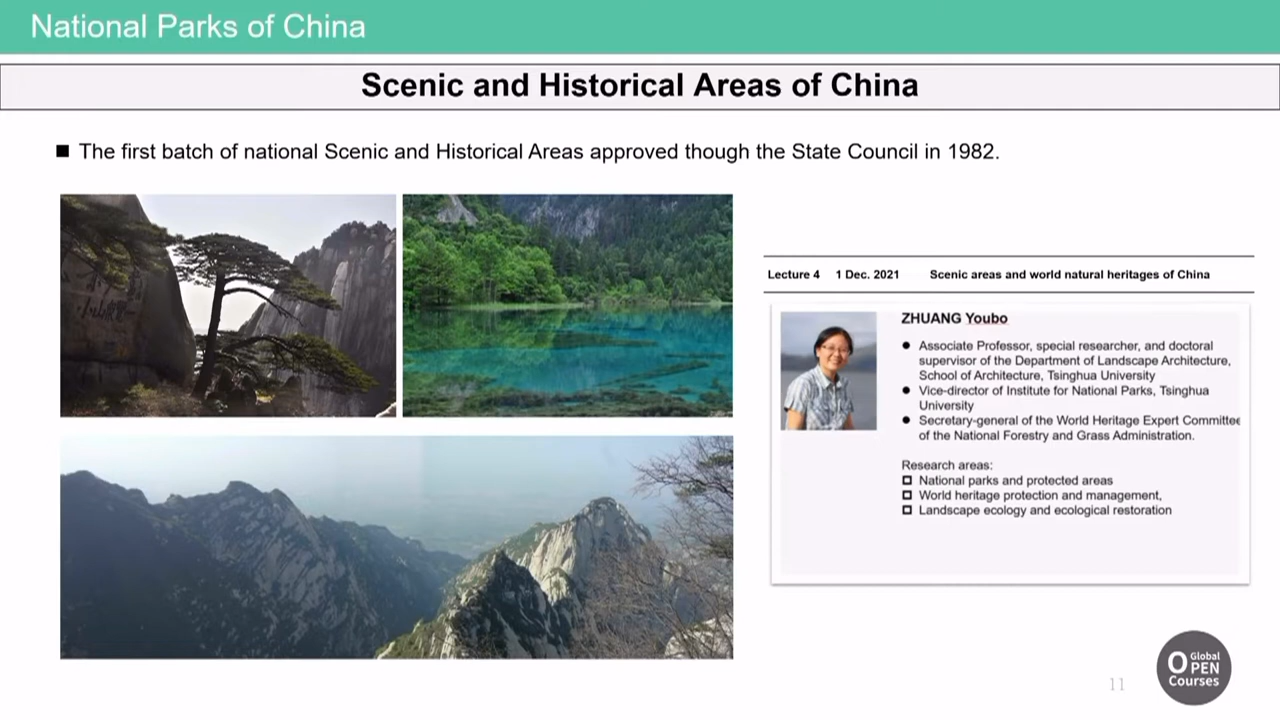 National Parks of China
Scenic and Historical Areas of China
■ The first batch of national Scenic and Historical Areas approved though the State Council in 1982.
Lecture 4 1 Dec. 2021 Scenic areas and world natural heritages of China
ZHUANG Youbo
● Associate Professor, special researcher, and doctoral
supervisor of the Department of Landscape Architecture,
School of Architecture, Tsinghua University
● Vice-director of Institute for National Parks, Tsinghua
University
● Secretary-general of the World Heritage Expert Committee
of the National Forestry and Grass Administration.
Research areas:
National parks and protected areas
World heritage protection and management,
Landscape ecology and ecological restoration
11
Global
OPEN
Courses